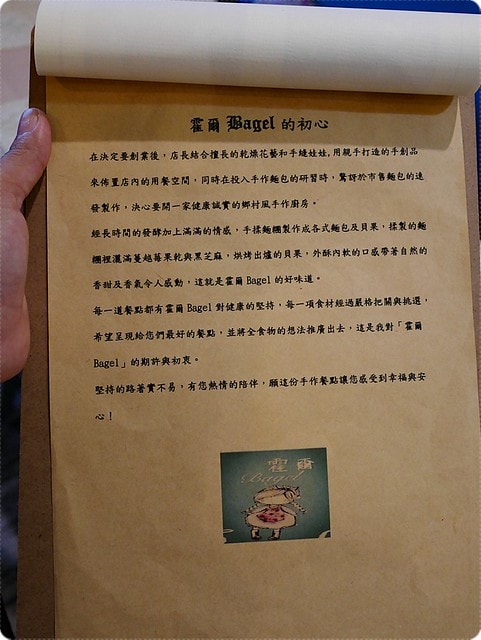 霍爾 Bagel 的初心
在決定要創業後，店長結合擅長的乾燥花藝和手縫娃娃,用親手打造的手創品
來佈置店內的用餐空間，同時在投入手作麵包的研習時，驚訝於市售麵包的速
發製作，決心要開一家健康誠實的鄉村風手作廚房。
經長時間的發酵加上滿滿的情感，手揉麵糰製作成各式麵包及貝果，揉製的麵
糰裡灑滿蔓越莓果乾與黑芝麻，烘烤出爐的貝果，外酥內軟的口感帶著自然的
香甜及香氣令人感動，這就是霍爾 Bagel 的好味道。
每一道餐點都有霍爾 Bagel 對健康的堅持，每一項食材經過嚴格把關與挑選，
希望呈現給你們最好的餐點，並將全食物的想法推廣出去，這是我對「霍爾
Bagel」的期許與初衷。
堅持的路著實不易，有您熱情的陪伴，願這份手作餐點讓您感受到幸福與安
心！
霍爾
Bagel